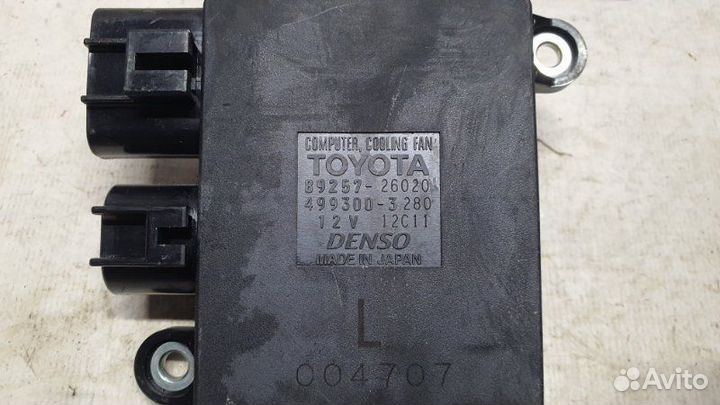 COMPUTER, COOLING FAN
TOYOTA
89257-26020
499300-3280
12V 12C11
DENSO
MADE IN JAPAN
L
004707
Avito